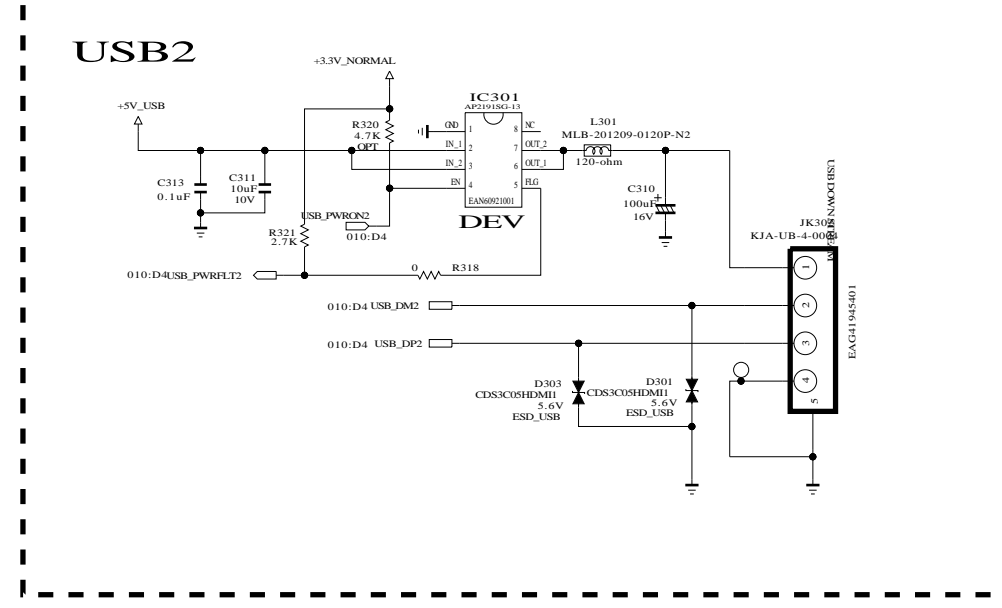 USB2
+3.3V_NORMAL
+5V_USB
IC301
AP2191SG-13
R320
4.7K
OPT
GND
1
8
NC
IN_1
2
7
OUT_2
IN_2
3
6
OUT_1
EN
4
5
FLG
EAN60921001
DEV
L301
MLB-201209-0120P-N2
120-ohm
C313
0.1uF
C311
10uF
10V
USB_PWRON2
010:D4
R321
2.7K
C310
+
100uF
16V
USB DOWN STREAM
KJA-UB-4-0004
010:D4 USB_PWRFLT2
0
R318
1
010:D4 USB_DM2
2
EAG41945401
010:D4 USB_DP2
3
D303
CDS3C05HDMI1
5.6V
ESD_USB
D301
CDS3C05HDMI1
5.6V
ESD_USB
4
5